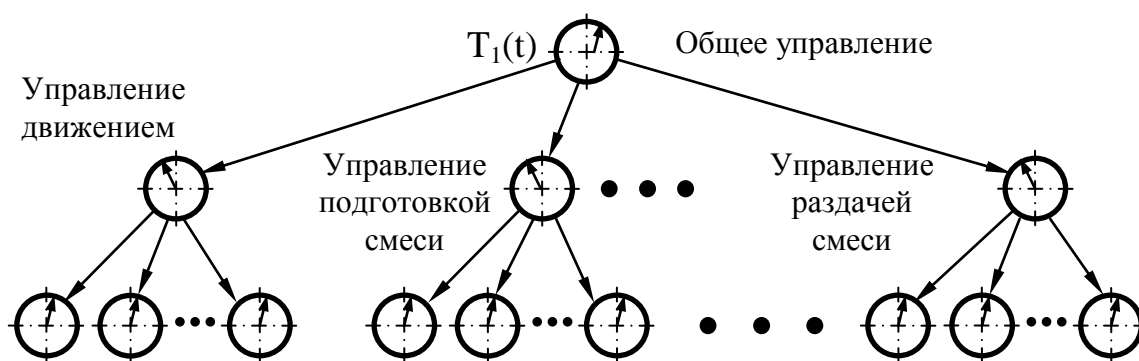 T₁(t)
Общее управление
Управление
движением
Управление
подготовкой
смеси
Управление
раздачей
смеси